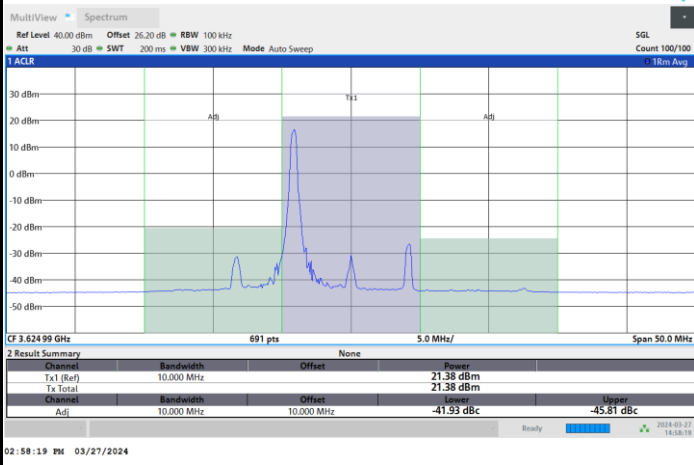 MultiView Spectrum
Ref Level 40.00 dBm Offset 26.20 dB RBW 100 kHz SGL
Att 30 dB SWT 200 ms VBW 300 kHz Mode Auto Sweep Count 100/100
1 ACLR 1Rm Avg
30 dBm
Tx1
20 dBm Adj Adj
10 dBm
0 dBm
-10 dBm
-20 dBm
-30 dBm
-40 dBm
-50 dBm
CF 3.624 99 GHz 691 pts 5.0 MHz/ Span 50.0 MHz
2 Result Summary None
Channel Bandwidth Offset Power
Tx1 (Ref) 10.000 MHz 21.38 dBm
Tx Total 21.38 dBm
Channel Bandwidth Offset Lower Upper
Adj 10.000 MHz 10.000 MHz -41.93 dBc -45.81 dBc
Ready 2024-03-27
14:58:19
02:58:19 PM 03/27/2024